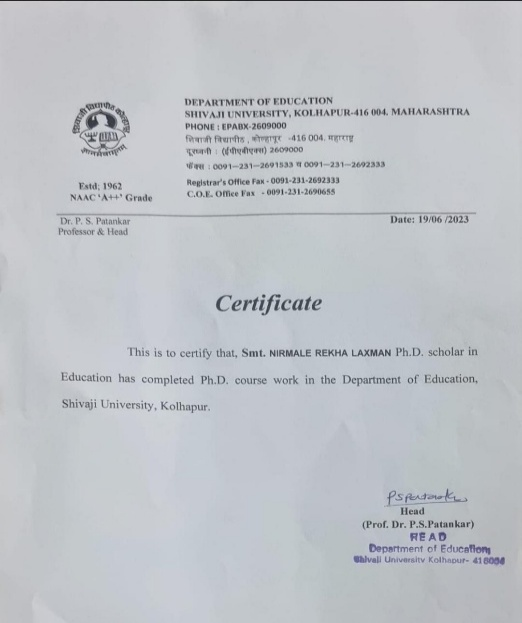 DEPARTMENT OF EDUCATION
SHIVAJI UNIVERSITY, KOLHAPUR-416 004. MAHARASHTRA
PHONE : EPABX-2609000
शिवाजी विद्यापीठ , कोल्हापूर -416 004. महाराष्ट्र
दूरध्वनी : (ईपीएबीएक्स) 2609000
फॅक्स : 0091-231-2691533 व 0091-231-2692333
Registrar's Office Fax - 0091-231-2692333
C.O.E. Office Fax - 0091-231-2690655
Estd; 1962
NAAC 'A++' Grade
Dr. P. S. Patankar
Professor & Head
Date: 19/06 /2023
Certificate
This is to certify that, Smt. NIRMALE REKHA LAXMAN Ph.D. scholar in
Education has completed Ph.D. course work in the Department of Education,
Shivaji University, Kolhapur.
PSPatankar
Head
(Prof. Dr. P.S.Patankar)
READ
Department of Education,
Shivaji University Kolhapur- 416004